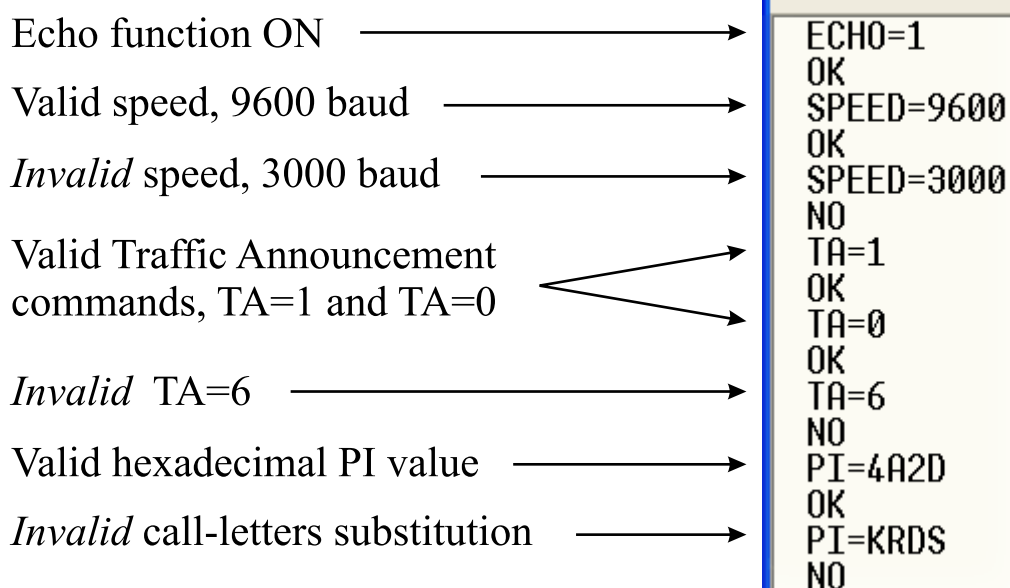 Echo function ON
ECHO=1
OK
Valid speed, 9600 baud
SPEED=9600
OK
Invalid speed, 3000 baud
SPEED=3000
NO
Valid Traffic Announcement
commands, TA=1 and TA=0
TA=1
OK
TA=0
OK
Invalid TA=6
TA=6
NO
Valid hexadecimal PI value
PI=4A2D
OK
Invalid call-letters substitution
PI=KRDS
NO